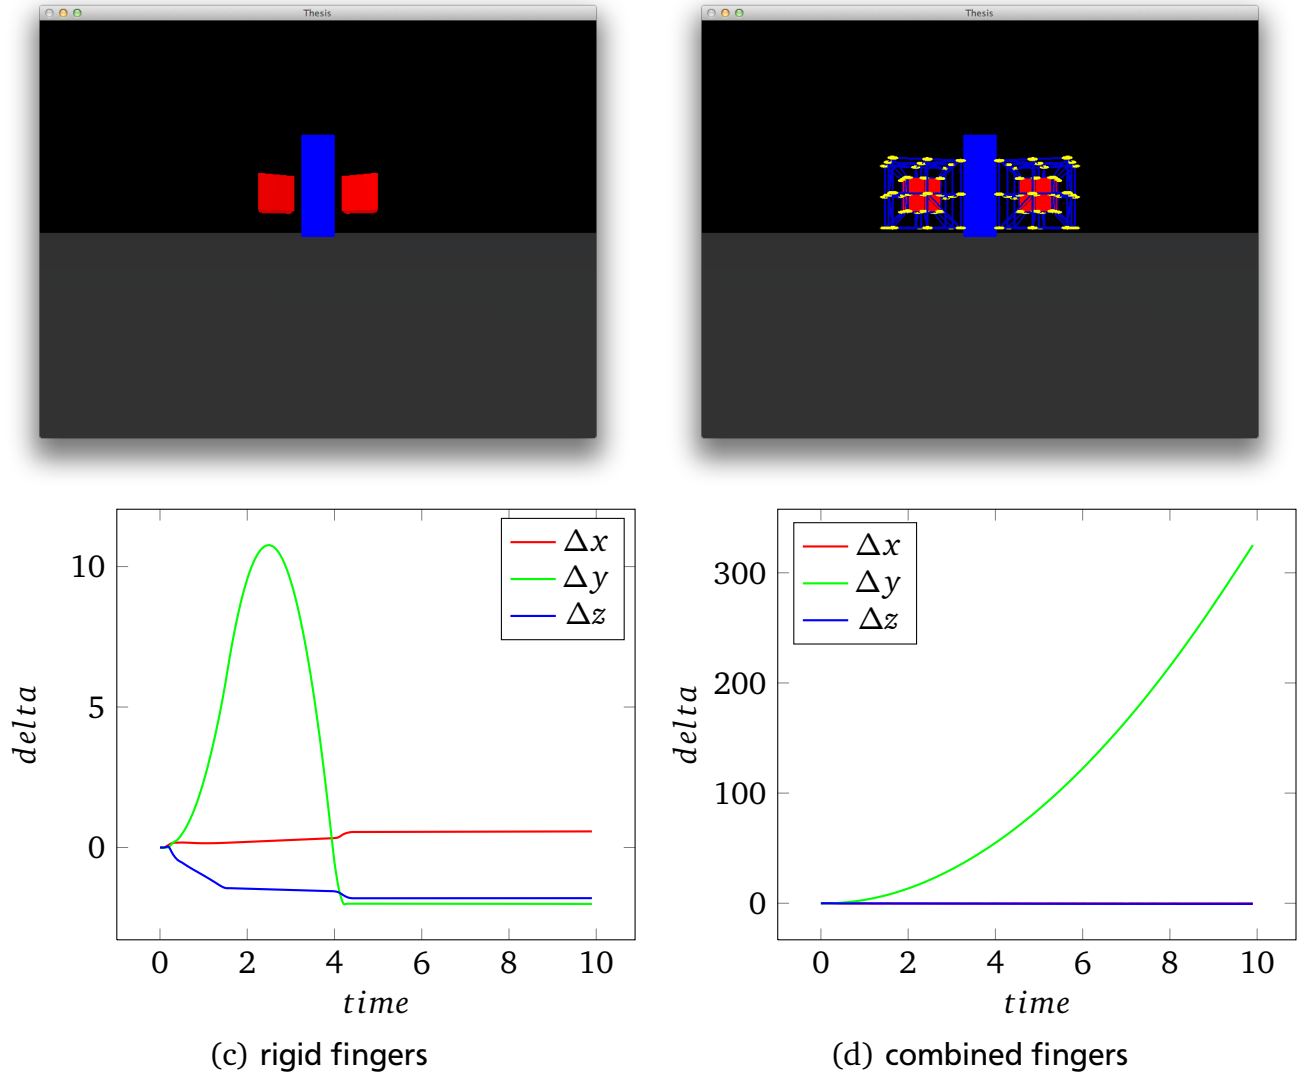 Thesis
Thesis
10
5
0
delta
Δx
Δy
Δz
0 2 4 6 8 10
time
(c) rigid fingers
300
200
100
0
delta
Δx
Δy
Δz
0 2 4 6 8 10
time
(d) combined fingers